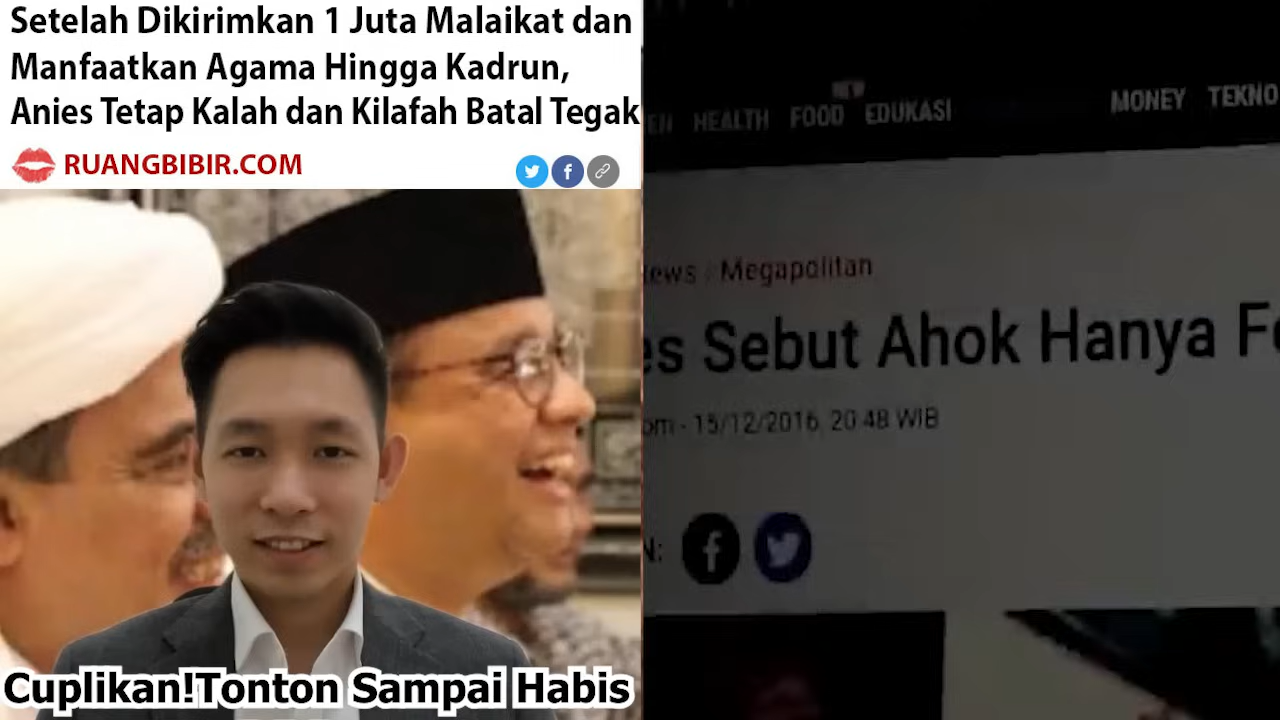 Setelah Dikirimkan 1 Juta Malaikat dan
Manfaatkan Agama Hingga Kadrun,
Anies Tetap Kalah dan Kilafah Batal Tegak
RUANGBIBIR.COM
Cuplikan!Tonton Sampai Habis
HEALTH FOOD EDUKASI MONEY TEKNO
News / Megapolitan
Sebut Ahok Hanya
- 15/12/2016, 20:48 WIB